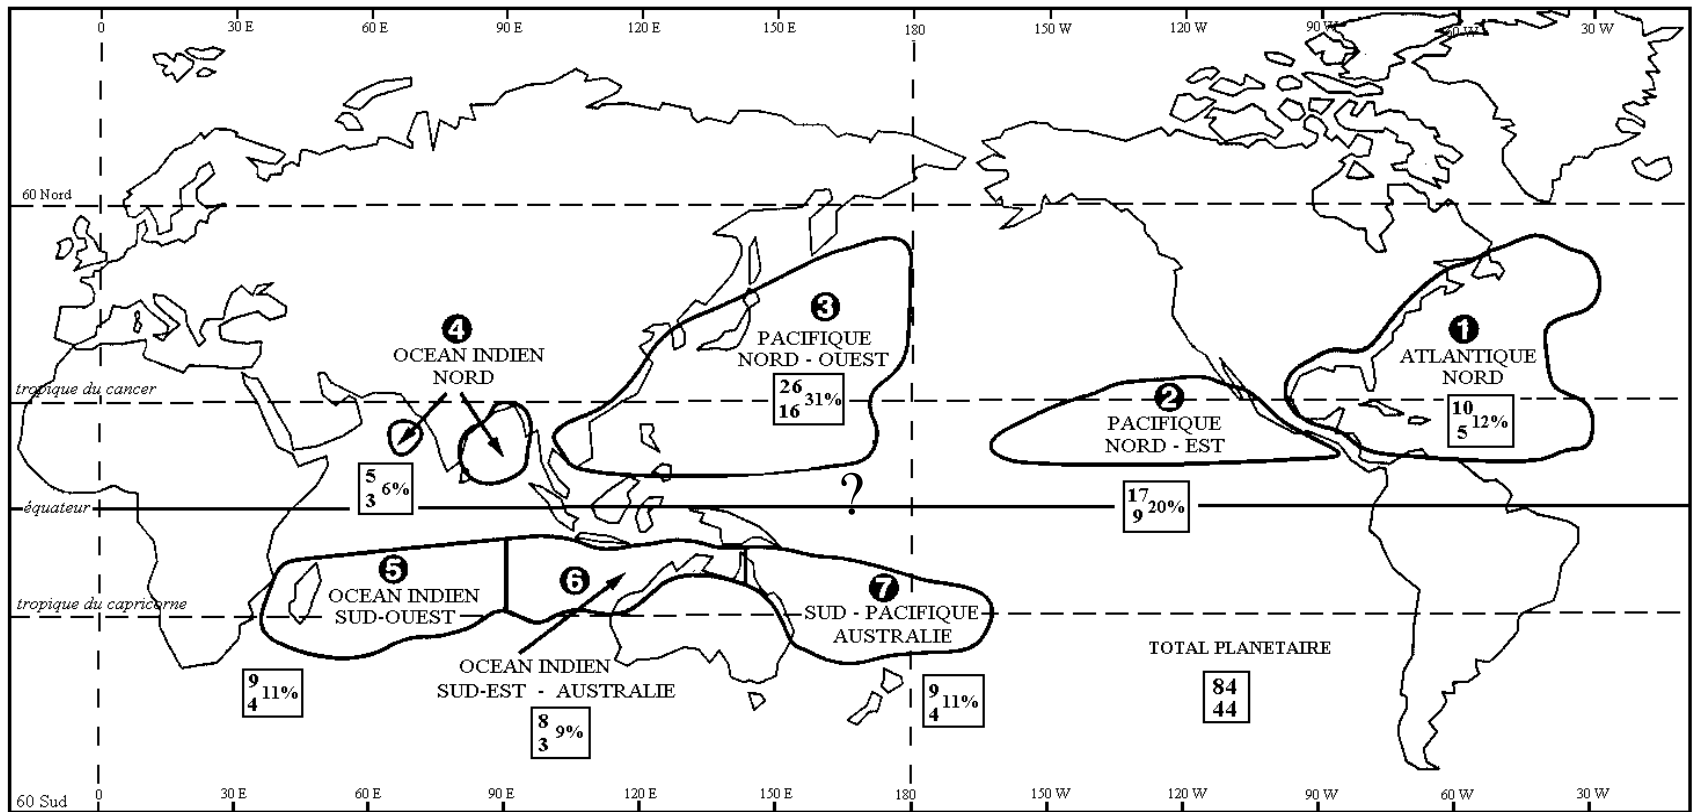 0 30 E 60 E 90 E 120 E 150 E 180 150 W 120 W 90 W 60 W 30 W
60 Nord
3
PACIFIQUE
NORD - OUEST
26
16 31%
4
OCEAN INDIEN
NORD
5
3 6%
1
ATLANTIQUE
NORD
10
5 12%
tropique du cancer
2
PACIFIQUE
NORD - EST
17
9 20%
?
équateur
5
OCEAN INDIEN
SUD-OUEST
9
4 11%
6
OCEAN INDIEN
SUD-EST - AUSTRALIE
8
3 9%
7
SUD - PACIFIQUE
AUSTRALIE
9
4 11%
tropique du capricorne
TOTAL PLANETAIRE
84
44
60 Sud
0 30 E 60 E 90 E 120 E 150 E 180 150 W 120 W 90 W 60 W 30 W